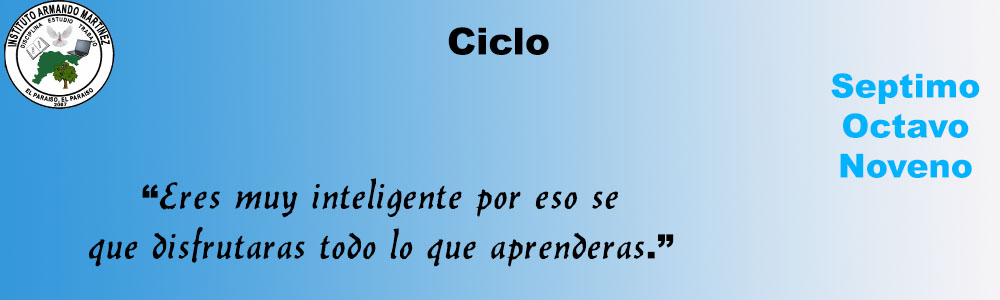 INSTITUTO ARMANDO MARTINEZ
DISCIPLINA ESTUDIO TRABAJO
EL PARAISO, EL PARAISO
2007
Ciclo
Septimo
Octavo
Noveno
“Eres muy inteligente por eso se
que disfrutaras todo lo que aprenderas.”